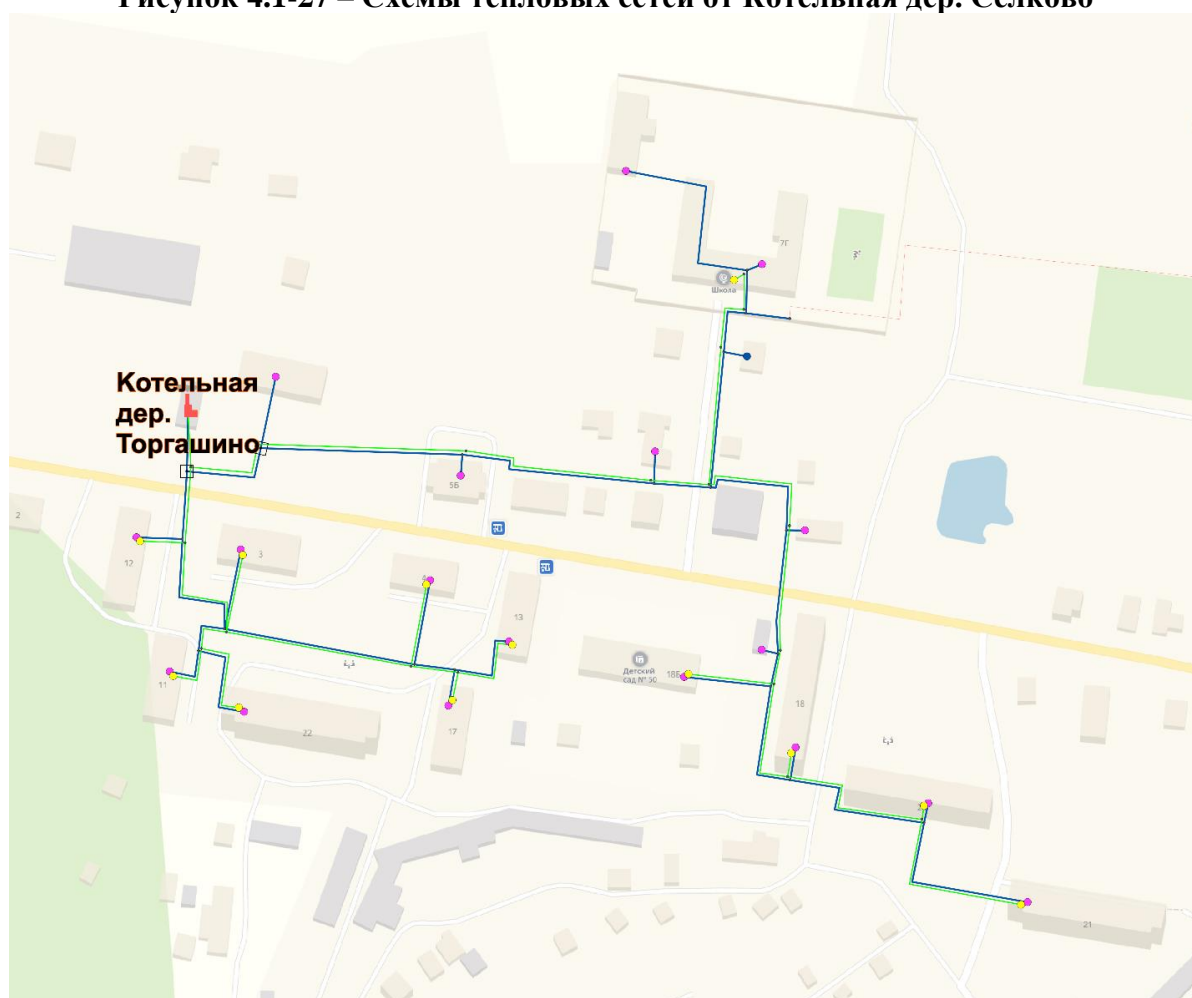 Рисунок 4.1-27 – Схемы тепловых сетей от Котельная дер. Селково
7Г
Школа
Котельная
дер.
Торгашино
5Б
2
12
3
4
13
Детский
сад № 50
18Б
11
18
22
17
21